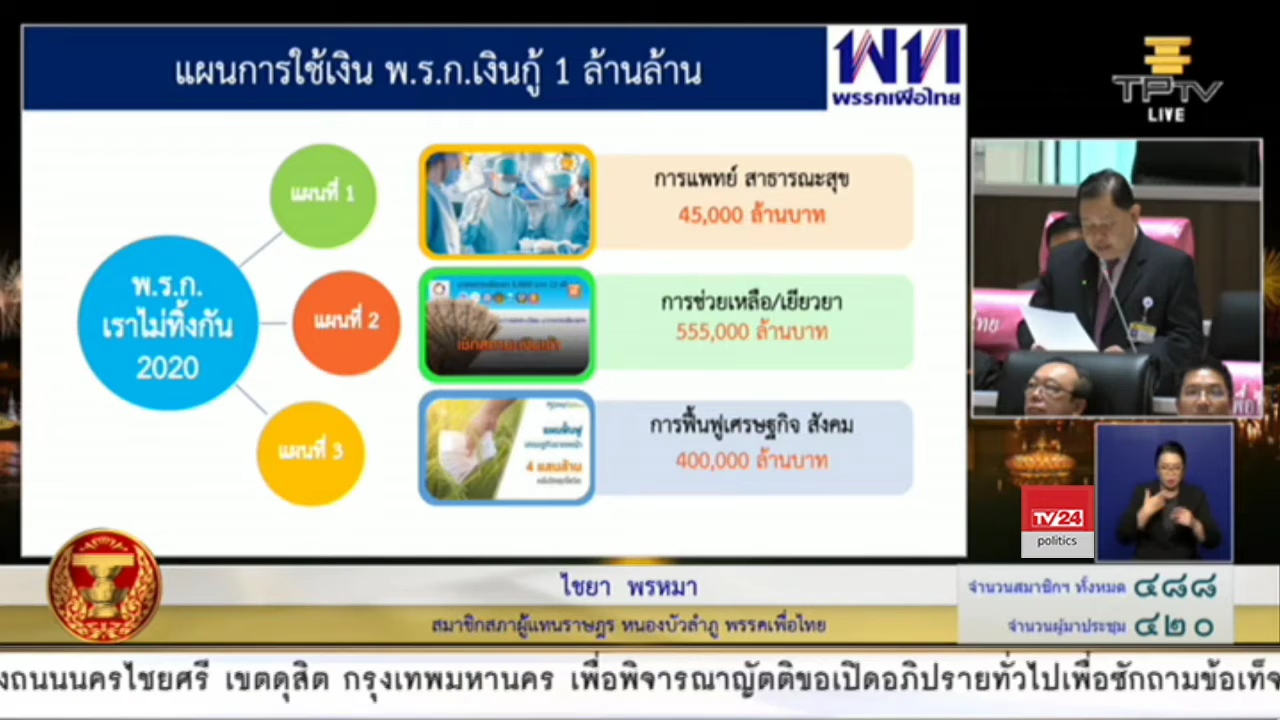 แผนการใช้เงิน พ.ร.ก.เงินกู้ 1 ล้านล้าน
พท
พรรคเพื่อไทย
TPTV
LIVE
แผนที่ 1
การแพทย์ สาธารณะสุข
45,000 ล้านบาท
พ.ร.ก.
เราไม่ทิ้งกัน
2020
แผนที่ 2
การช่วยเหลือ/เยียวยา
555,000 ล้านบาท
แผนที่ 3
แผนฟื้นฟู
4 แสนล้าน
การฟื้นฟูเศรษฐกิจ สังคม
400,000 ล้านบาท
TV24
politics
ไชยา พรหมา
สมาชิกสภาผู้แทนราษฎร หนองบัวลำภู พรรคเพื่อไทย
จำนวนสมาชิกฯ ทั้งหมด ๔๘๘
จำนวนผู้มาประชุม ๔๒๐
งถนนนครไชยศรี เขตดุสิต กรุงเทพมหานคร เพื่อพิจารณาญัตติขอเปิดอภิปรายทั่วไปเพื่อซักถามข้อเท็จ